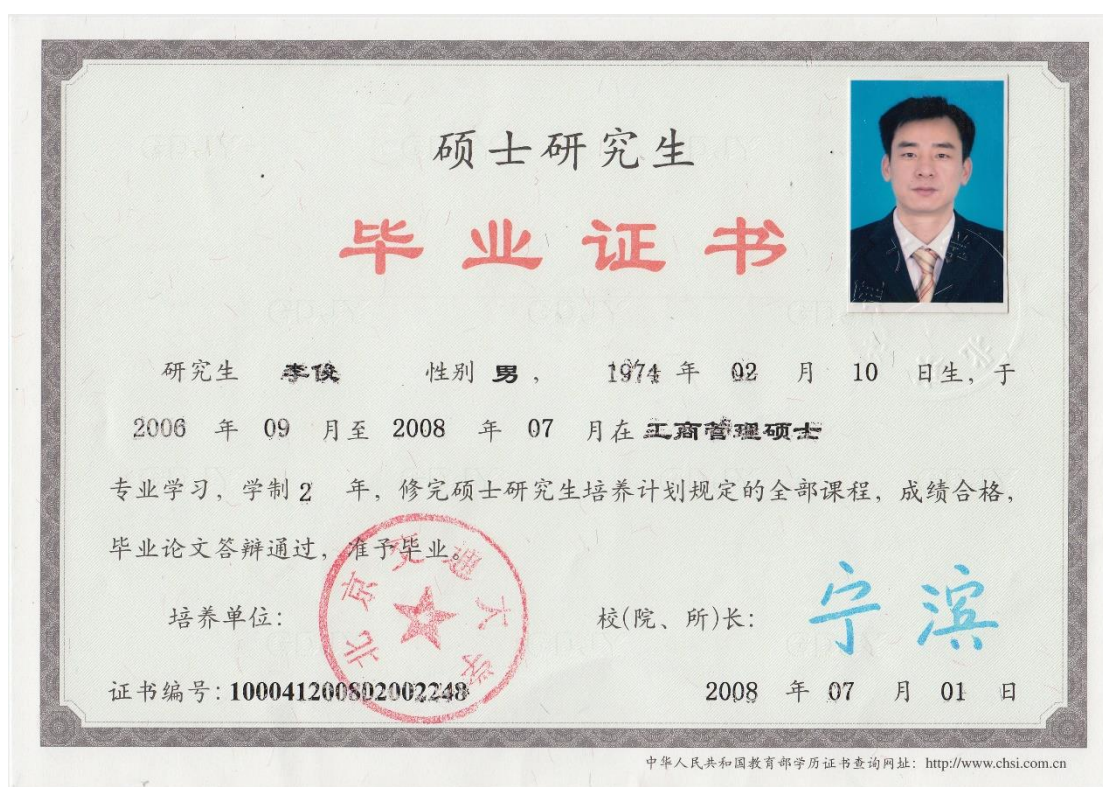 硕士研究生
毕业证书
研究生 李俊 性别 男， 1974 年 02 月 10 日生，于
2006 年 09 月至 2008 年 07 月在 工商管理硕士
专业学习，学制 2 年，修完硕士研究生培养计划规定的全部课程，成绩合格，
毕业论文答辩通过，准予毕业。
北京交通大学
培养单位： 校(院、所)长： 宁滨
证书编号：100041200802002248 2008 年 07 月 01 日
中华人民共和国教育部学历证书查询网址：http://www.chsi.com.cn